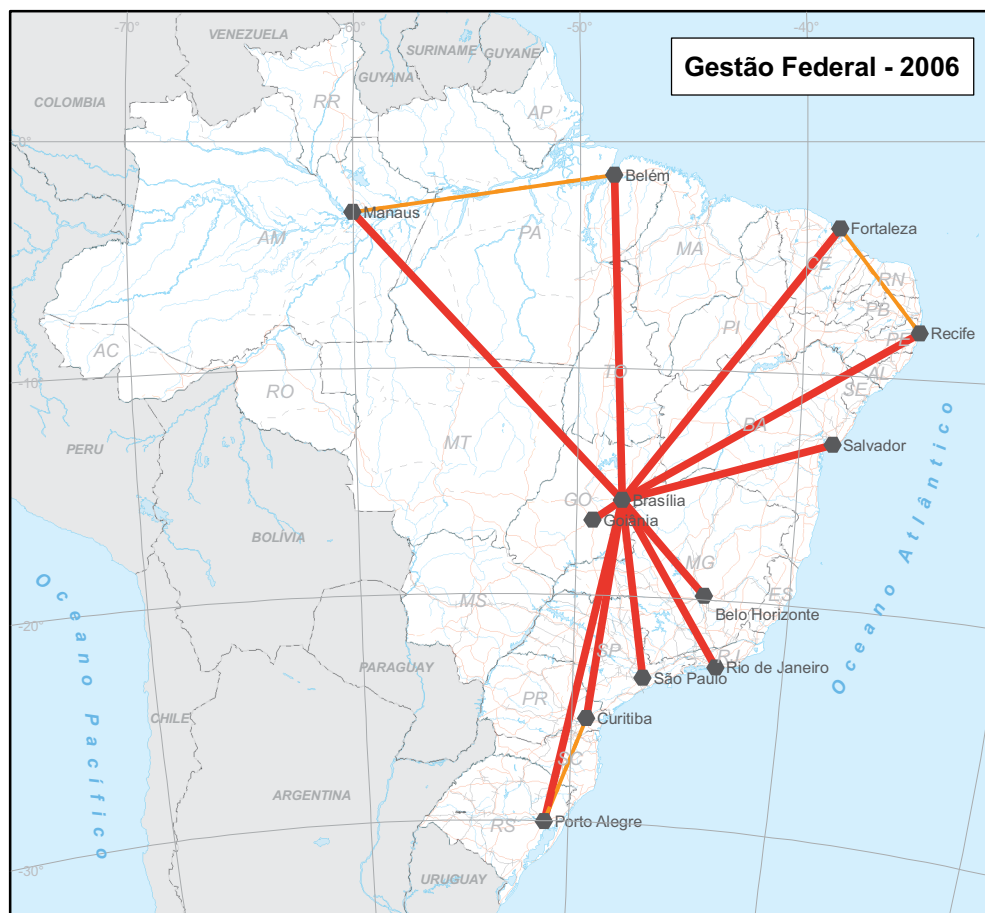 -70°
-60°
-50°
-40°
VENEZUELA
SURINAME
GUYANE
GUYANA
COLOMBIA
Gestão Federal - 2006
RR
AP
-0°
Belém
Manaus
Fortaleza
AM
PA
MA
CE
RN
PB
PI
PE
Recife
AC
TO
AL
-10°
RO
SE
BA
MT
PERU
Salvador
GO
Brasília
Goiânia
BOLIVIA
MG
MS
ES
Belo Horizonte
-20°
Oceano Atlântico
Oceano Pacífico
SP
RJ
PARAGUAY
Rio de Janeiro
São Paulo
PR
CHILE
Curitiba
SC
ARGENTINA
RS
Porto Alegre
-30°
URUGUAY